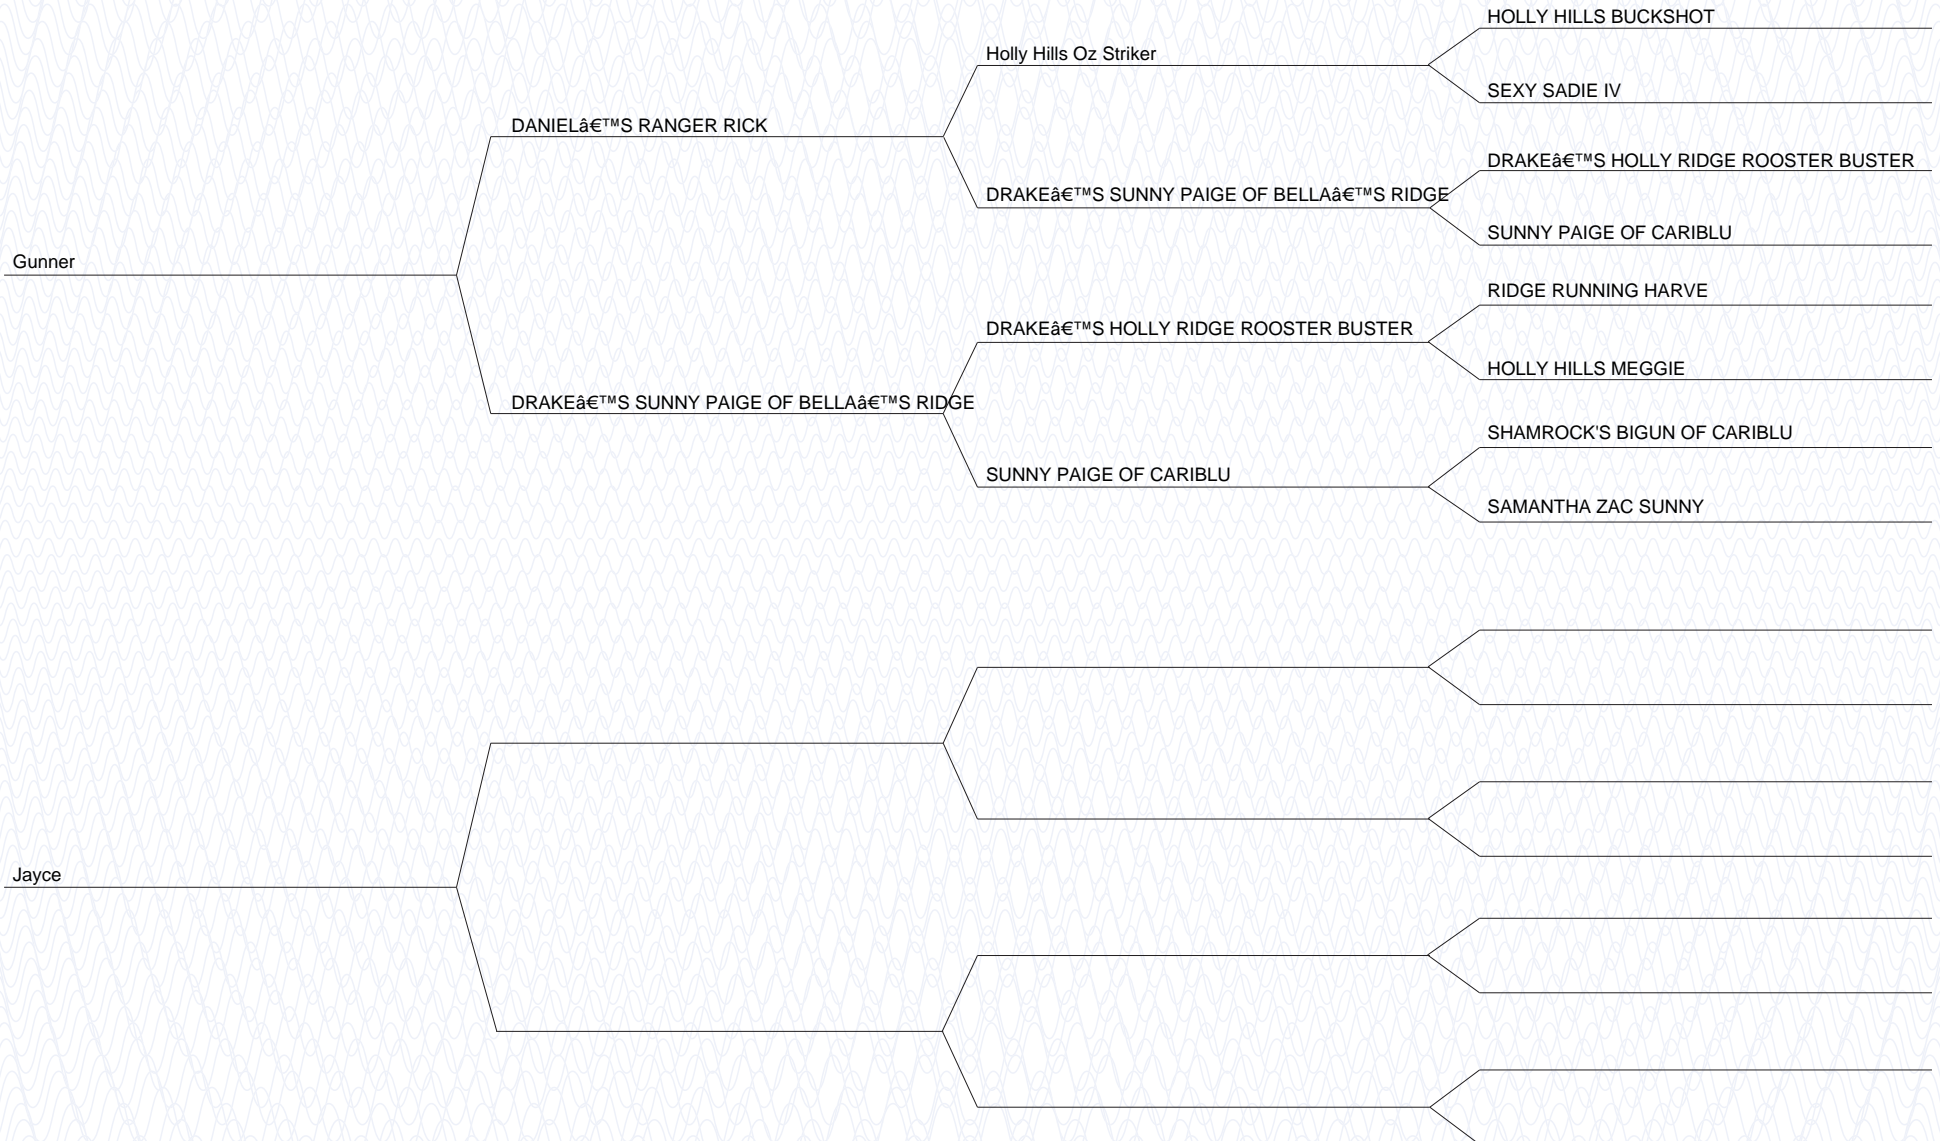 HOLLY HILLS BUCKSHOT
Holly Hills Oz Striker
SEXY SADIE IV
DANIELâ€™S RANGER RICK
DRAKEâ€™S HOLLY RIDGE ROOSTER BUSTER
DRAKEâ€™S SUNNY PAIGE OF BELLAâ€™S RIDGE
SUNNY PAIGE OF CARIBLU
Gunner
RIDGE RUNNING HARVE
DRAKEâ€™S HOLLY RIDGE ROOSTER BUSTER
HOLLY HILLS MEGGIE
DRAKEâ€™S SUNNY PAIGE OF BELLAâ€™S RIDGE
SHAMROCK'S BIGUN OF CARIBLU
SUNNY PAIGE OF CARIBLU
SAMANTHA ZAC SUNNY
Jayce